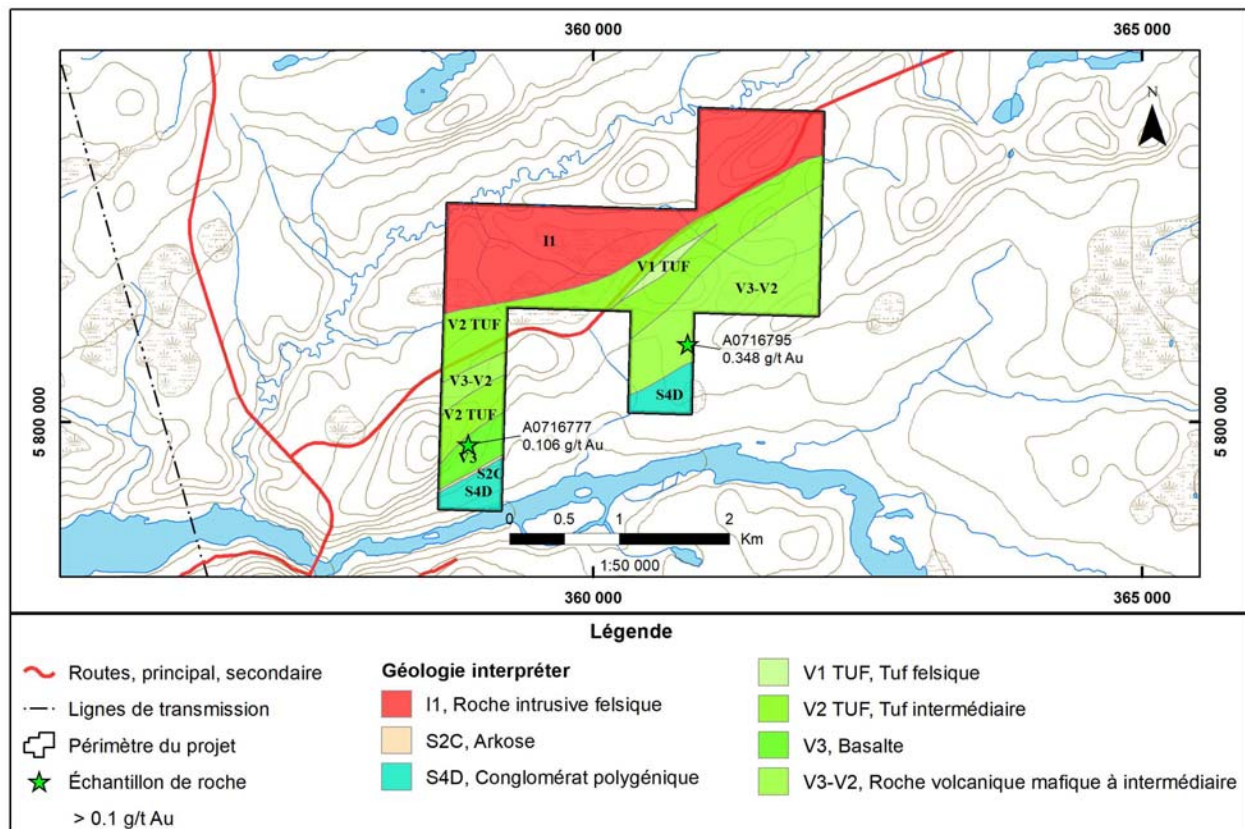 360 000
365 000
N
I1
V1 TUF
V3-V2
V2 TUF
A0716795
0.348 g/t Au
V3-V2
S4D
V2 TUF
A0716777
0.106 g/t Au
V3
S2C
S4D
5 800 000
5 800 000
0 0.5 1 2
Km
1:50 000
360 000
365 000
Légende
Routes, principal, secondaire
Lignes de transmission
Périmètre du projet
Échantillon de roche
> 0.1 g/t Au
Géologie interpréter
I1, Roche intrusive felsique
S2C, Arkose
S4D, Conglomérat polygénique
V1 TUF, Tuf felsique
V2 TUF, Tuf intermédiaire
V3, Basalte
V3-V2, Roche volcanique mafique à intermédiaire